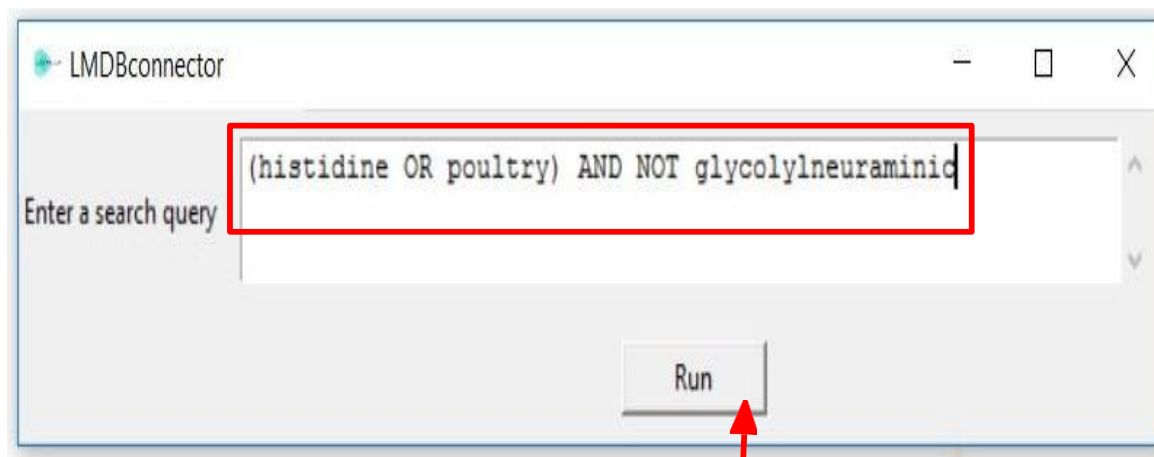 LMDBconnector
(histidine OR poultry) AND NOT glycolylneuraminic
Enter a search query
Run